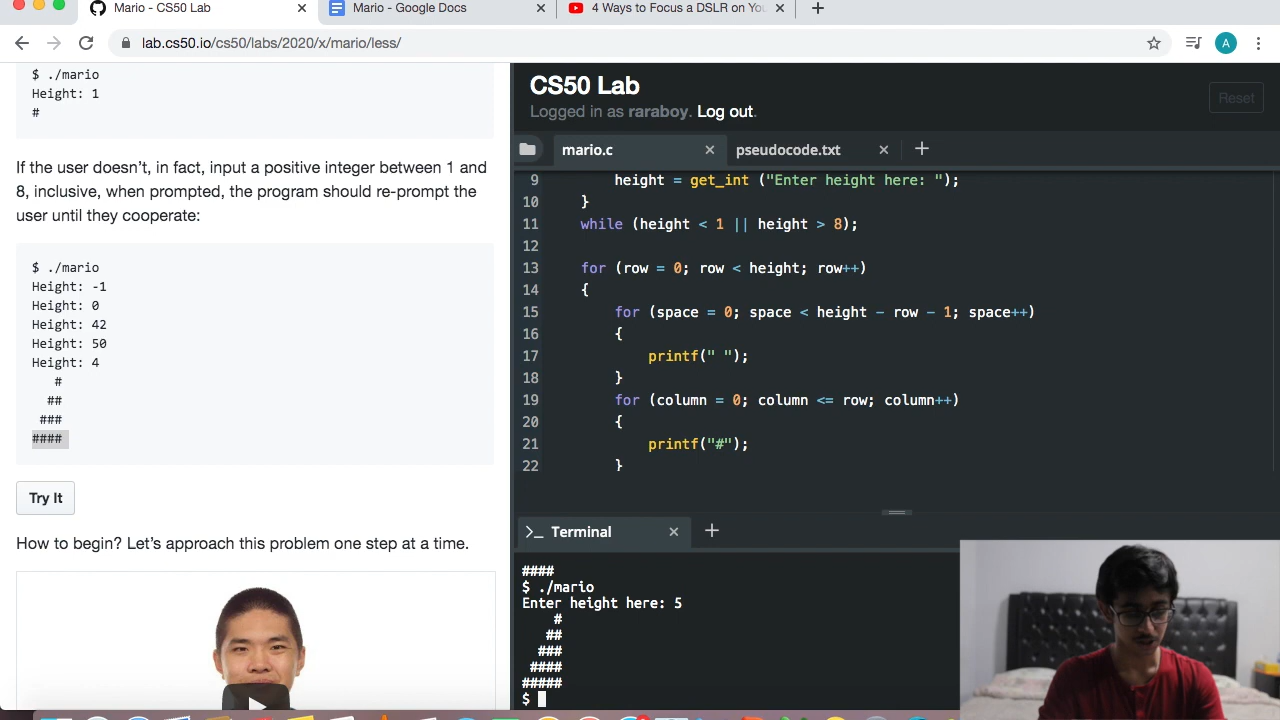 Mario - CS50 Lab
Mario - Google Docs
4 Ways to Focus a DSLR on You
lab.cs50.io/cs50/labs/2020/x/mario/less/
A
$ ./mario
Height: 1
#
If the user doesn’t, in fact, input a positive integer between 1 and
8, inclusive, when prompted, the program should re-prompt the
user until they cooperate:
$ ./mario
Height: -1
Height: 0
Height: 42
Height: 50
Height: 4
   #
  ##
 ###
####
Try It
How to begin? Let’s approach this problem one step at a time.
CS50 Lab
Logged in as raraboy. Log out.
Reset
mario.c
pseudocode.txt
9 height = get_int ("Enter height here: ");
10 }
11 while (height < 1 || height > 8);
12
13 for (row = 0; row < height; row++)
14 {
15 for (space = 0; space < height - row - 1; space++)
16 {
17 printf(" ");
18 }
19 for (column = 0; column <= row; column++)
20 {
21 printf("#");
22 }
>_ Terminal
####
$ ./mario
Enter height here: 5
    #
   ##
  ###
 ####
#####
$